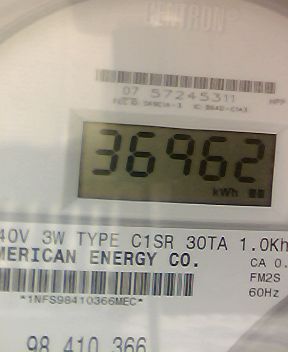 CENTRON®
07 57245311
36962
kWh
40V 3W TYPE C1SR 30TA 1.0Kh
MERICAN ENERGY CO.
CA 0.
FM2S
60Hz
*1NFS98410366MEC*
98 410 366